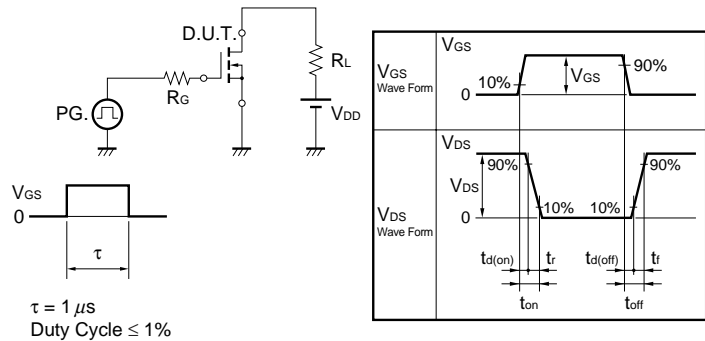 D.U.T.
RL
RG
PG.
VDD
VGS
0
τ
τ = 1 μs
Duty Cycle ≤ 1%
VGS
Wave Form
VGS
10%
90%
VGS
0
VDS
Wave Form
VDS
90%
90%
VDS
10%
10%
0
td(on)
tr
td(off)
tf
ton
toff